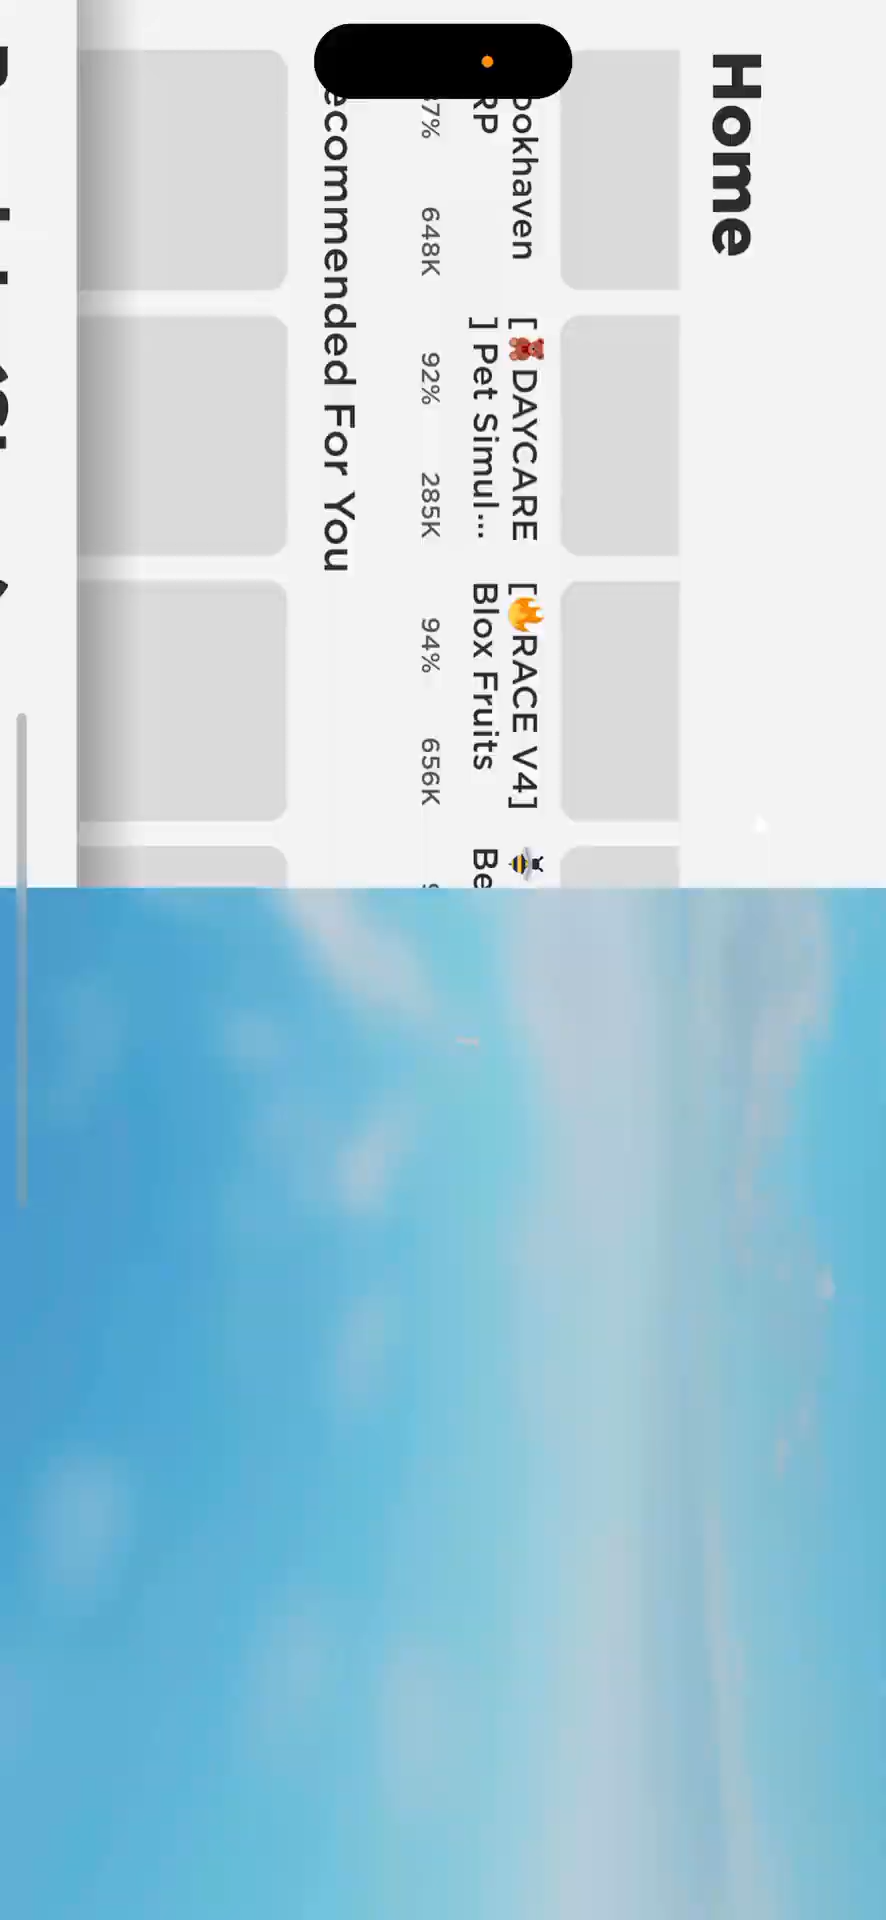 Home
ookhaven
RP
[🧸DAYCARE
] Pet Simul...
[🔥RACE V4]
Blox Fruits
Be
7%
648K
92%
285K
94%
656K
ecommended For You